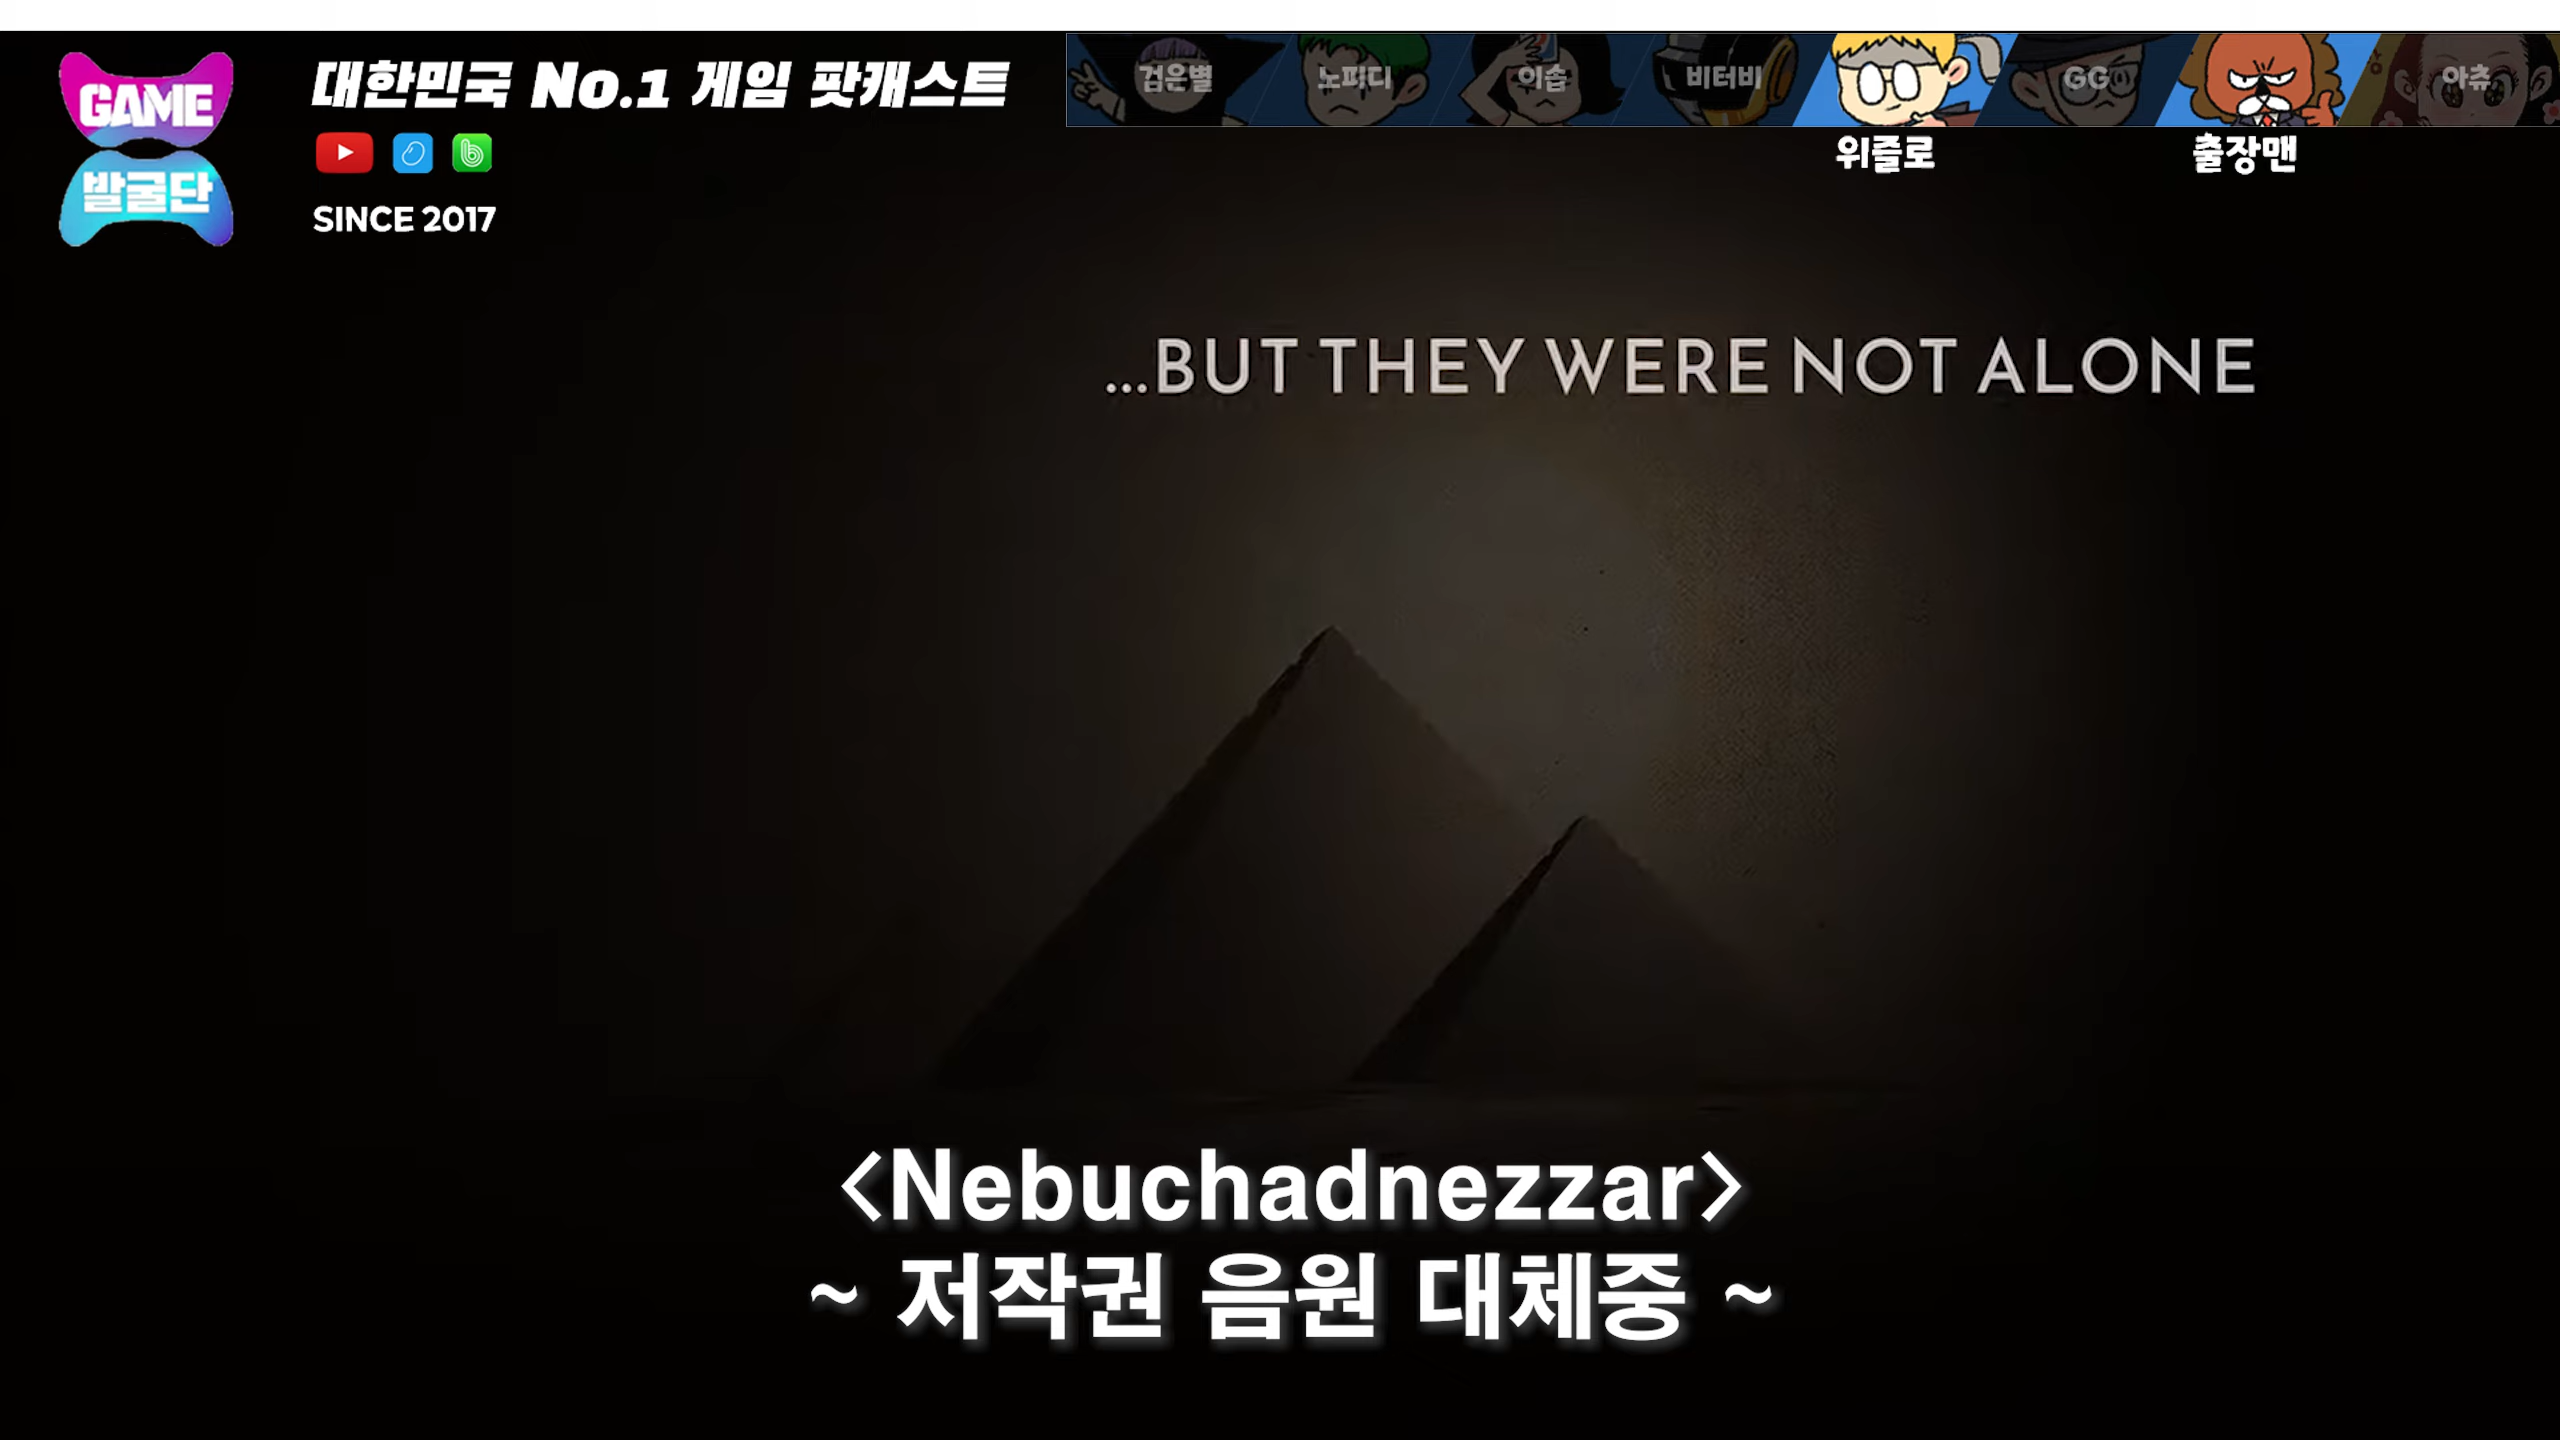 GAME
발굴단
대한민국 No.1 게임 팟캐스트
SINCE 2017
검은별 노피디 이솝 비터비 GG 아츄
위즐로 출장맨
...BUT THEY WERE NOT ALONE
<Nebuchadnezzar>
~ 저작권 음원 대체중 ~